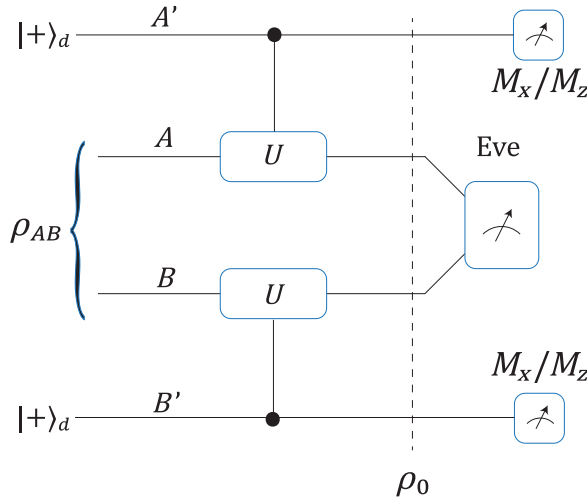 |+⟩_d A'
M_x/M_z
A U Eve
ρ_AB
B U
M_x/M_z
|+⟩_d B'
ρ_0